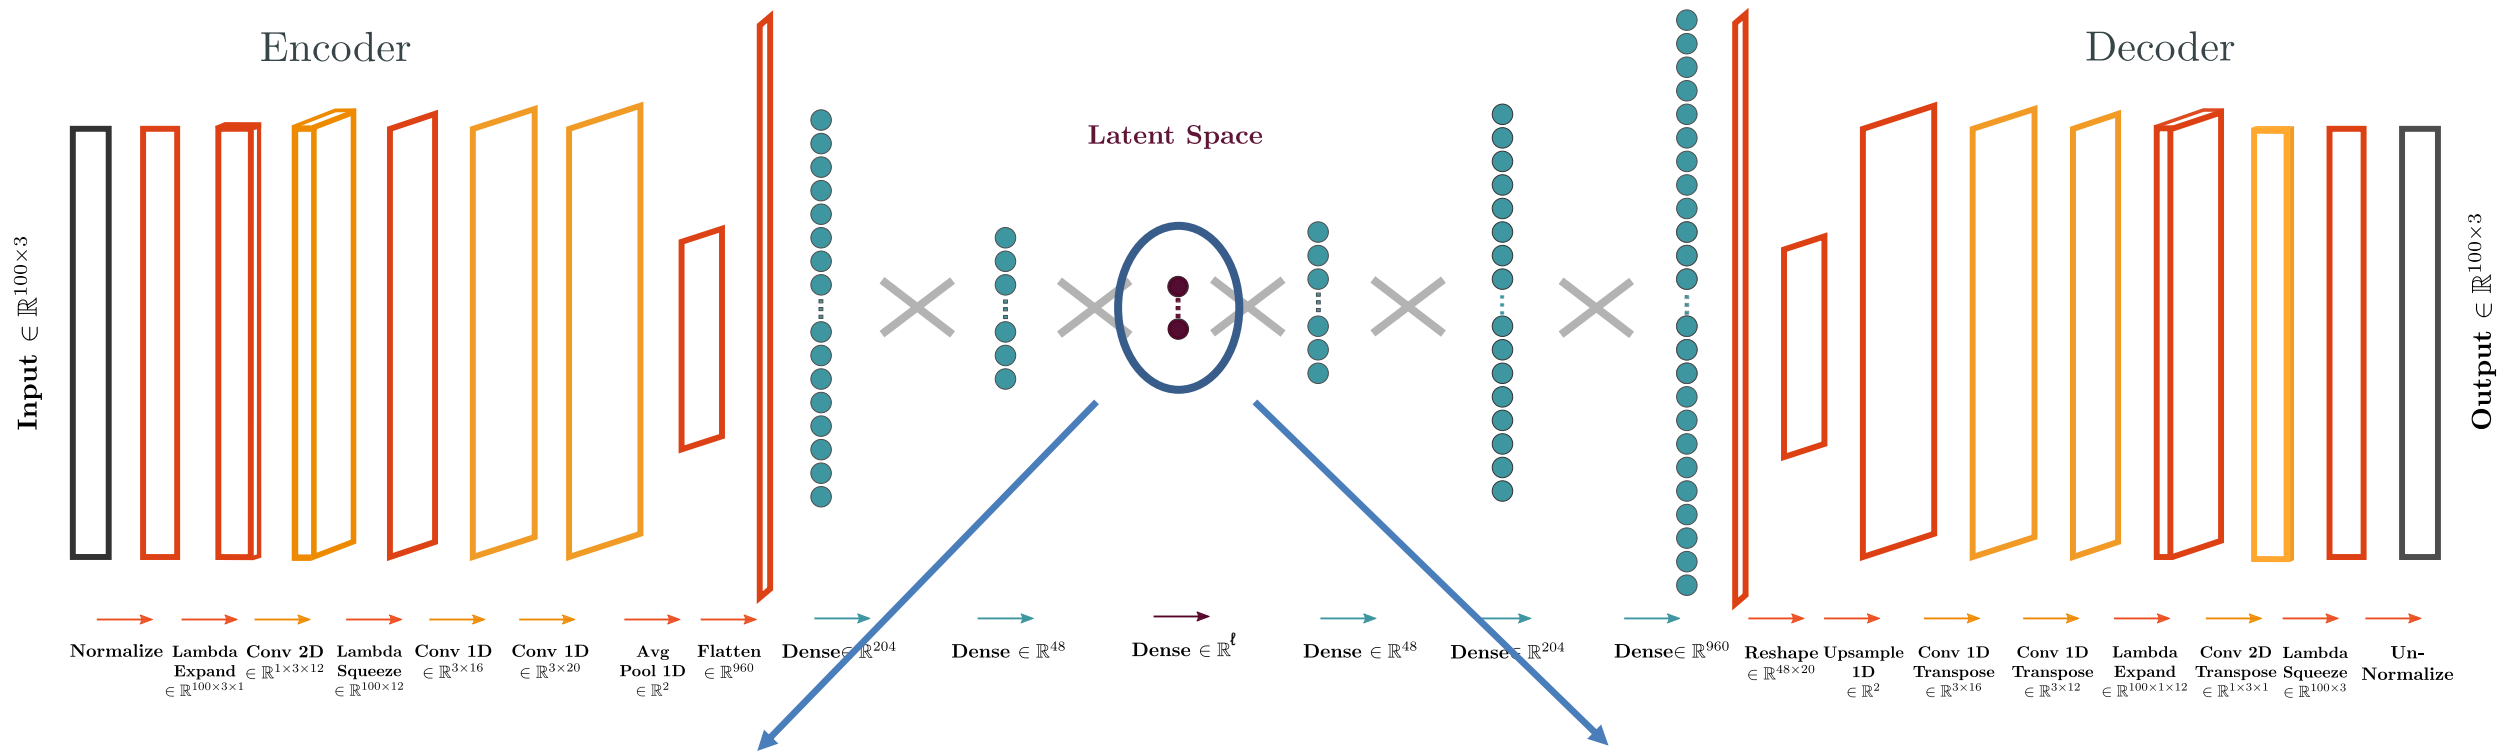 Encoder
Decoder
Latent Space
Input ∈ ℝ^{100×3}
Output ∈ ℝ^{100×3}
Normalize
Lambda
Expand
∈ ℝ^{100×3×1}
Conv 2D
∈ ℝ^{1×3×12}
Lambda
Squeeze
∈ ℝ^{100×12}
Conv 1D
∈ ℝ^{3×16}
Conv 1D
∈ ℝ^{3×20}
Avg
Pool 1D
∈ ℝ^{2}
Flatten
∈ ℝ^{960}
Dense ∈ ℝ^{204}
Dense ∈ ℝ^{48}
Dense ∈ ℝ^{ℓ}
Dense ∈ ℝ^{48}
Dense ∈ ℝ^{204}
Dense ∈ ℝ^{960}
Reshape
∈ ℝ^{48×20}
Upsample
1D
∈ ℝ^{2}
Conv 1D
Transpose
∈ ℝ^{3×16}
Conv 1D
Transpose
∈ ℝ^{3×12}
Lambda
Expand
∈ ℝ^{100×1×12}
Conv 2D
Transpose
∈ ℝ^{1×3×1}
Lambda
Squeeze
∈ ℝ^{100×3}
Un-
Normalize